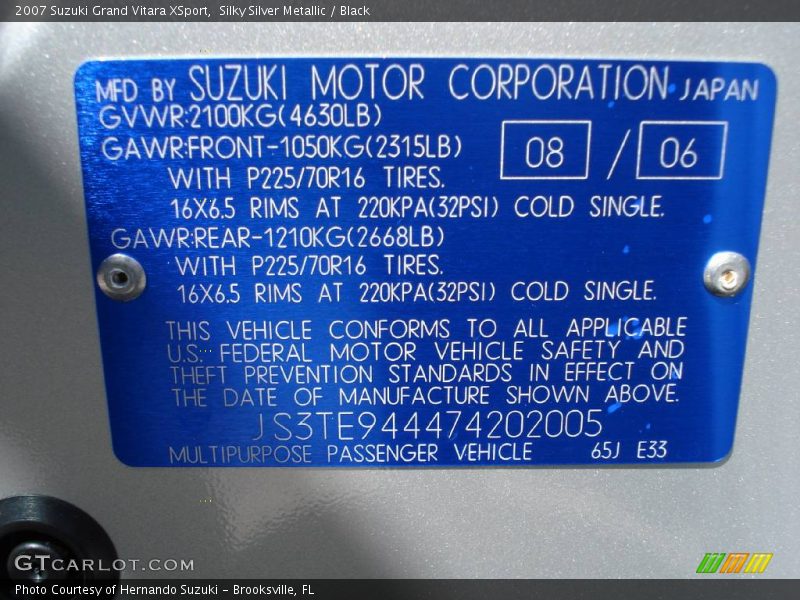 2007 Suzuki Grand Vitara XSport,  Silky Silver Metallic / Black
MFD BY SUZUKI MOTOR CORPORATION JAPAN
GVWR:2100KG(4630LB)
GAWR:FRONT-1050KG(2315LB)
08 / 06
WITH P225/70R16 TIRES.
16X6.5 RIMS AT 220KPA(32PSI) COLD SINGLE.
GAWR:REAR-1210KG(2668LB)
WITH P225/70R16 TIRES.
16X6.5 RIMS AT 220KPA(32PSI) COLD SINGLE.
THIS VEHICLE CONFORMS TO ALL APPLICABLE
U.S. FEDERAL MOTOR VEHICLE SAFETY AND
THEFT PREVENTION STANDARDS IN EFFECT ON
THE DATE OF MANUFACTURE SHOWN ABOVE.
JS3TE944474202005
MULTIPURPOSE PASSENGER VEHICLE 65J E33
GTCARLOT.COM
Photo Courtesy of Hernando Suzuki - Brooksville, FL